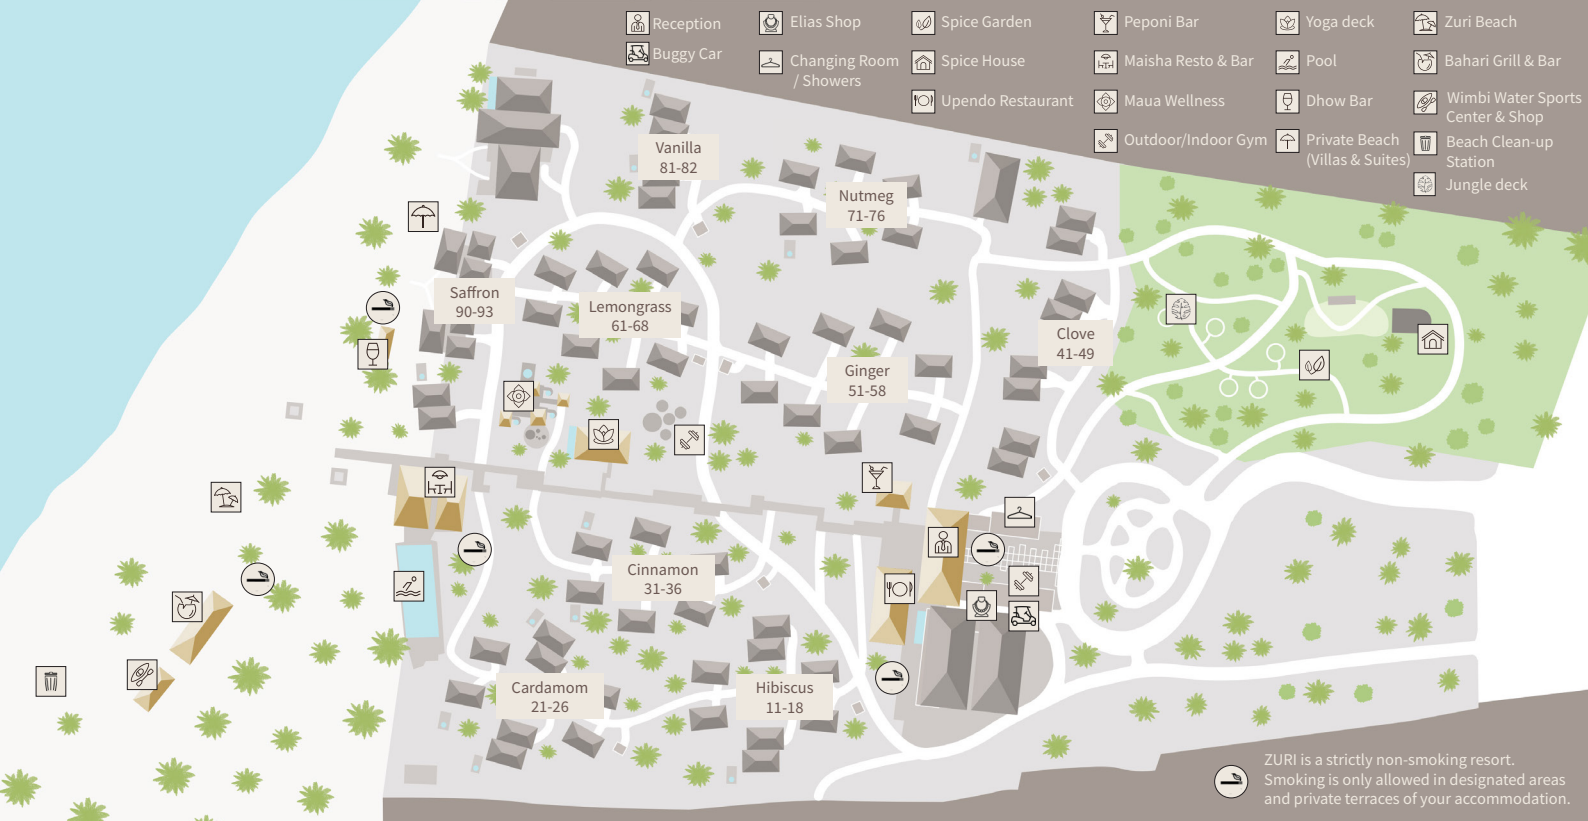 Reception
Buggy Car
Elias Shop
Changing Room
/ Showers
Spice Garden
Spice House
Upendo Restaurant
Peponi Bar
Maisha Resto & Bar
Maua Wellness
Outdoor/Indoor Gym
Yoga deck
Pool
Dhow Bar
Private Beach
(Villas & Suites)
Zuri Beach
Bahari Grill & Bar
Wimbi Water Sports
Center & Shop
Beach Clean-up
Station
Jungle deck
Vanilla
81-82
Nutmeg
71-76
Saffron
90-93
Lemongrass
61-68
Clove
41-49
Ginger
51-58
Cinnamon
31-36
Cardamom
21-26
Hibiscus
11-18
ZURI is a strictly non-smoking resort.
Smoking is only allowed in designated areas
and private terraces of your accommodation.